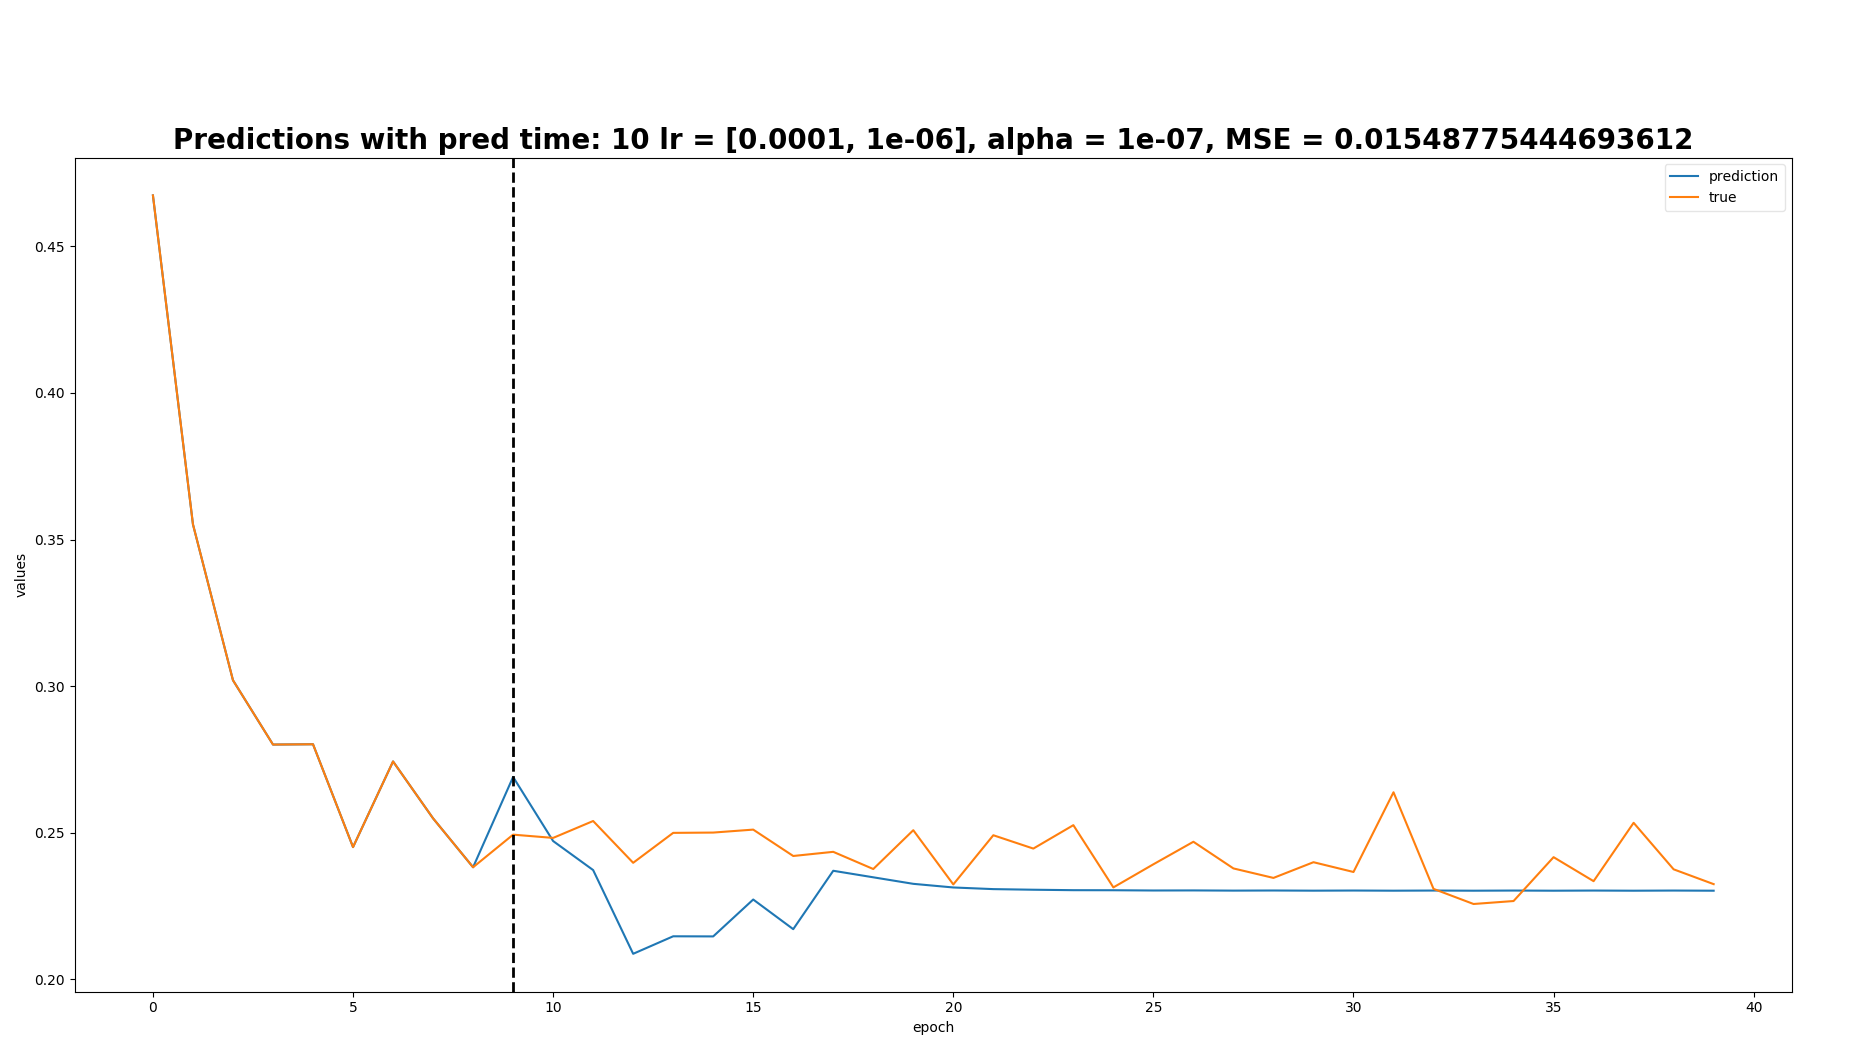 Predictions with pred time: 10 lr = [0.0001, 1e-06], alpha = 1e-07, MSE = 0.01548775444693612
prediction
true
0.45
0.40
0.35
0.30
0.25
0.20
values
0 5 10 15 20 25 30 35 40
epoch